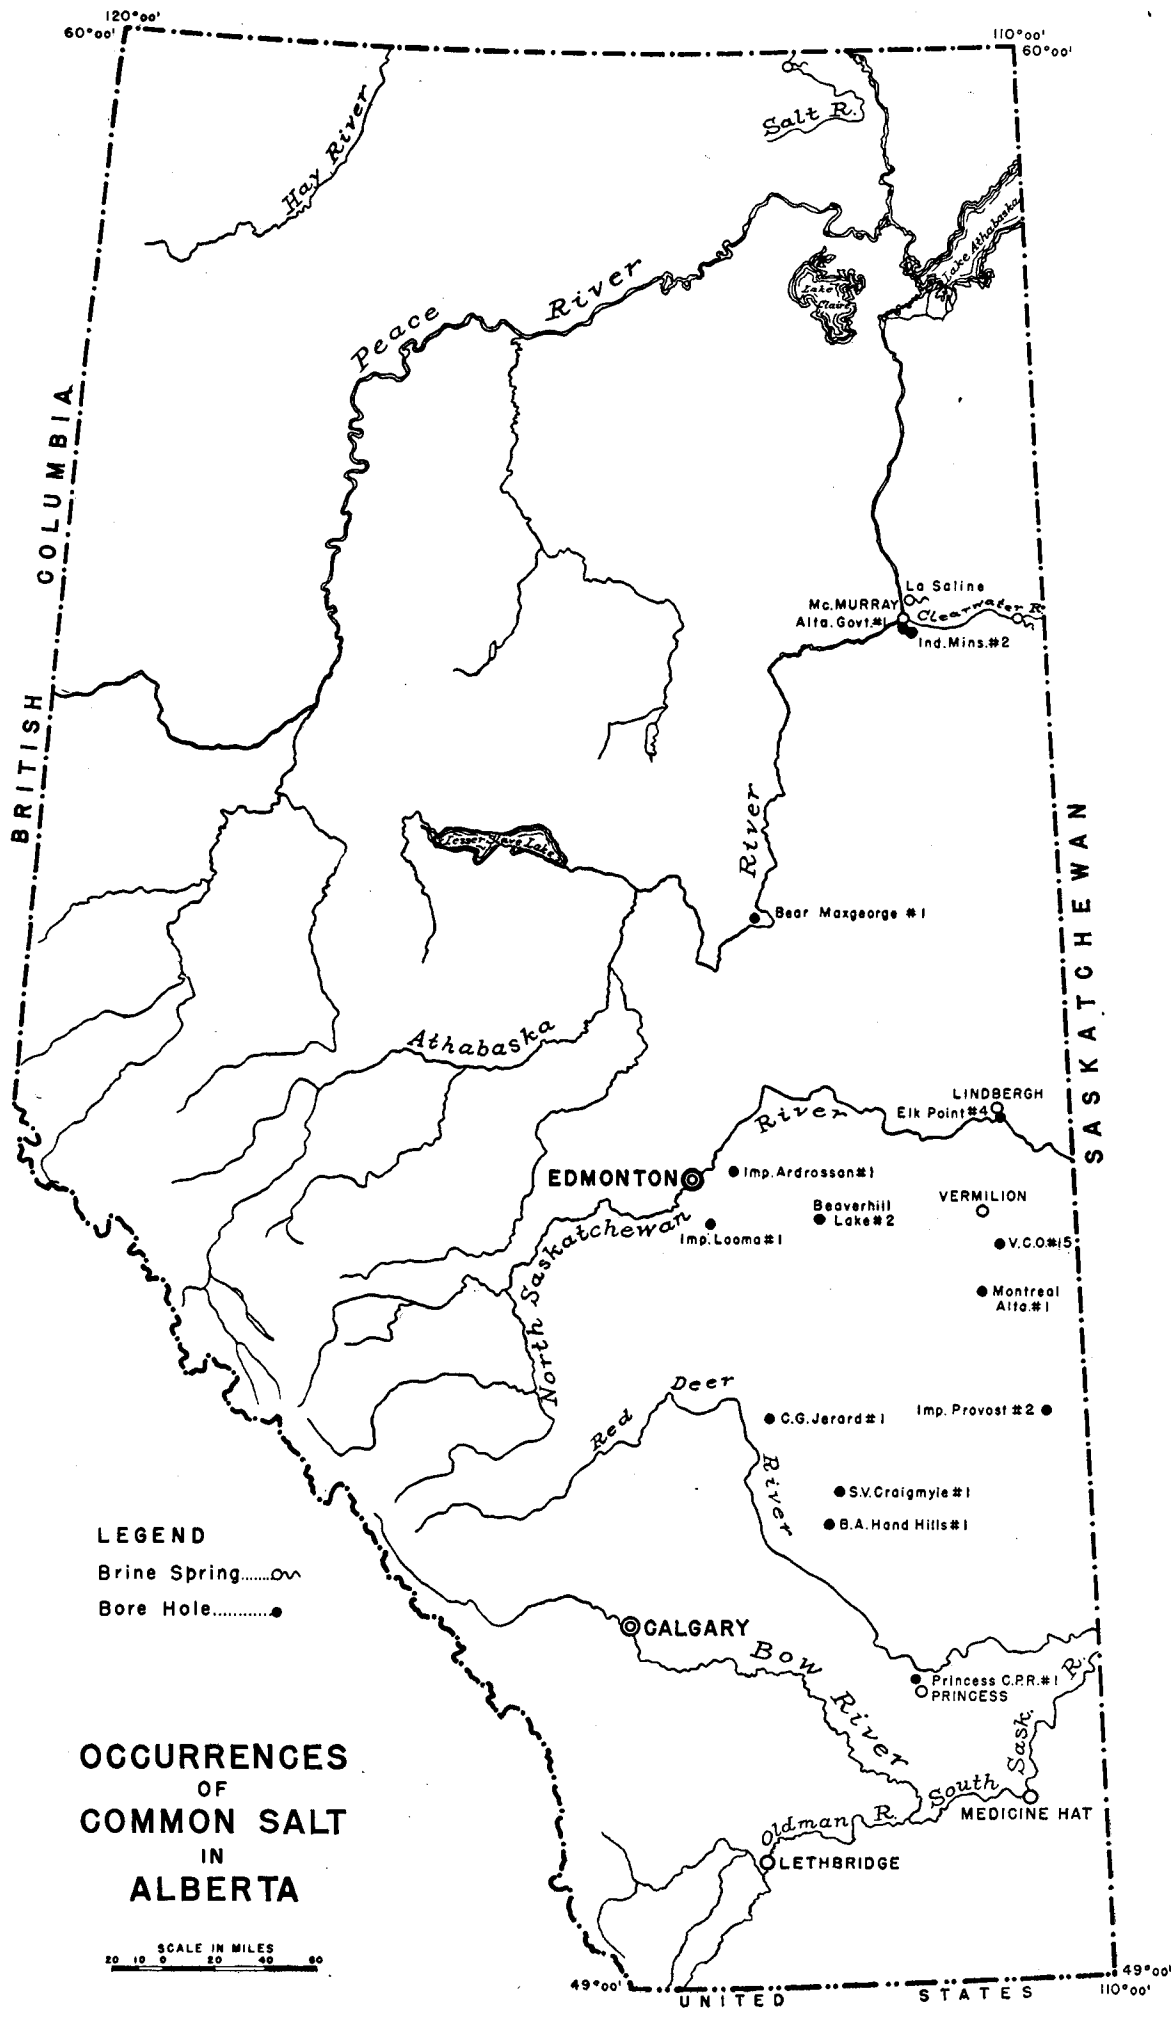 120°00'
60°00'
110°00'
60°00'
Hay River
Salt R.
Lake Athabaska
Lake
Claire
Peace River
BRITISH COLUMBIA
La Saline
Mc.MURRAY
Clearwater R.
Alta.Govt.#1
Ind.Mins.#2
River
Lesser Slave Lake
Bear Maxgeorge #1
SASKATCHEWAN
Athabaska
LINDBERGH
Elk Point#4
River
Imp.Ardrossan#1
EDMONTON
VERMILION
Beaverhill
Lake#2
Imp.Looma#1
North Saskatchewan
V.C.O.#15
Montreal
Alta.#1
Red Deer River
C.G.Jerard#1
Imp. Provost #2
S.V.Craigmyle#1
B.A.Hand Hills#1
LEGEND
Brine Spring
Bore Hole
CALGARY
Bow River
Princess C.P.R.#1
PRINCESS
South Sask. R.
MEDICINE HAT
Oldman R.
LETHBRIDGE
OCCURRENCES
OF
COMMON SALT
IN
ALBERTA
SCALE IN MILES
20 10 0 20 40 60
49°00'
UNITED STATES
49°00'
110°00'